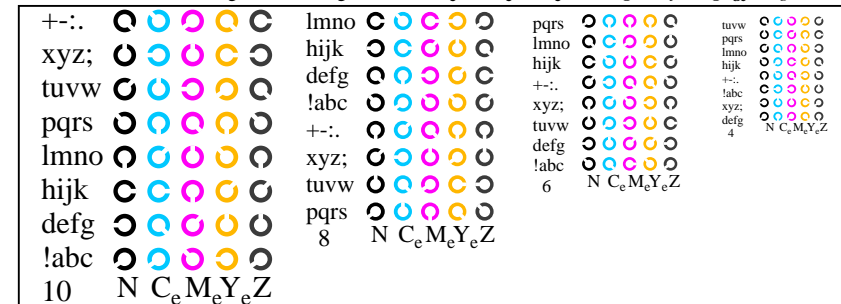 +-:.
xyz;
tuvw
pqrs
lmno
hijk
defg
!abc
10 N CeMeYeZ
lmno
hijk
defg
!abc
+-:.
xyz;
tuvw
pqrs
8 N CeMeYeZ
pqrs
lmno
hijk
+-:.
xyz;
tuvw
defg
!abc
6 N CeMeYeZ
tuvw
pqrs
lmno
hijk
+-:.
!abc
xyz;
defg
4 N CeMeYeZ